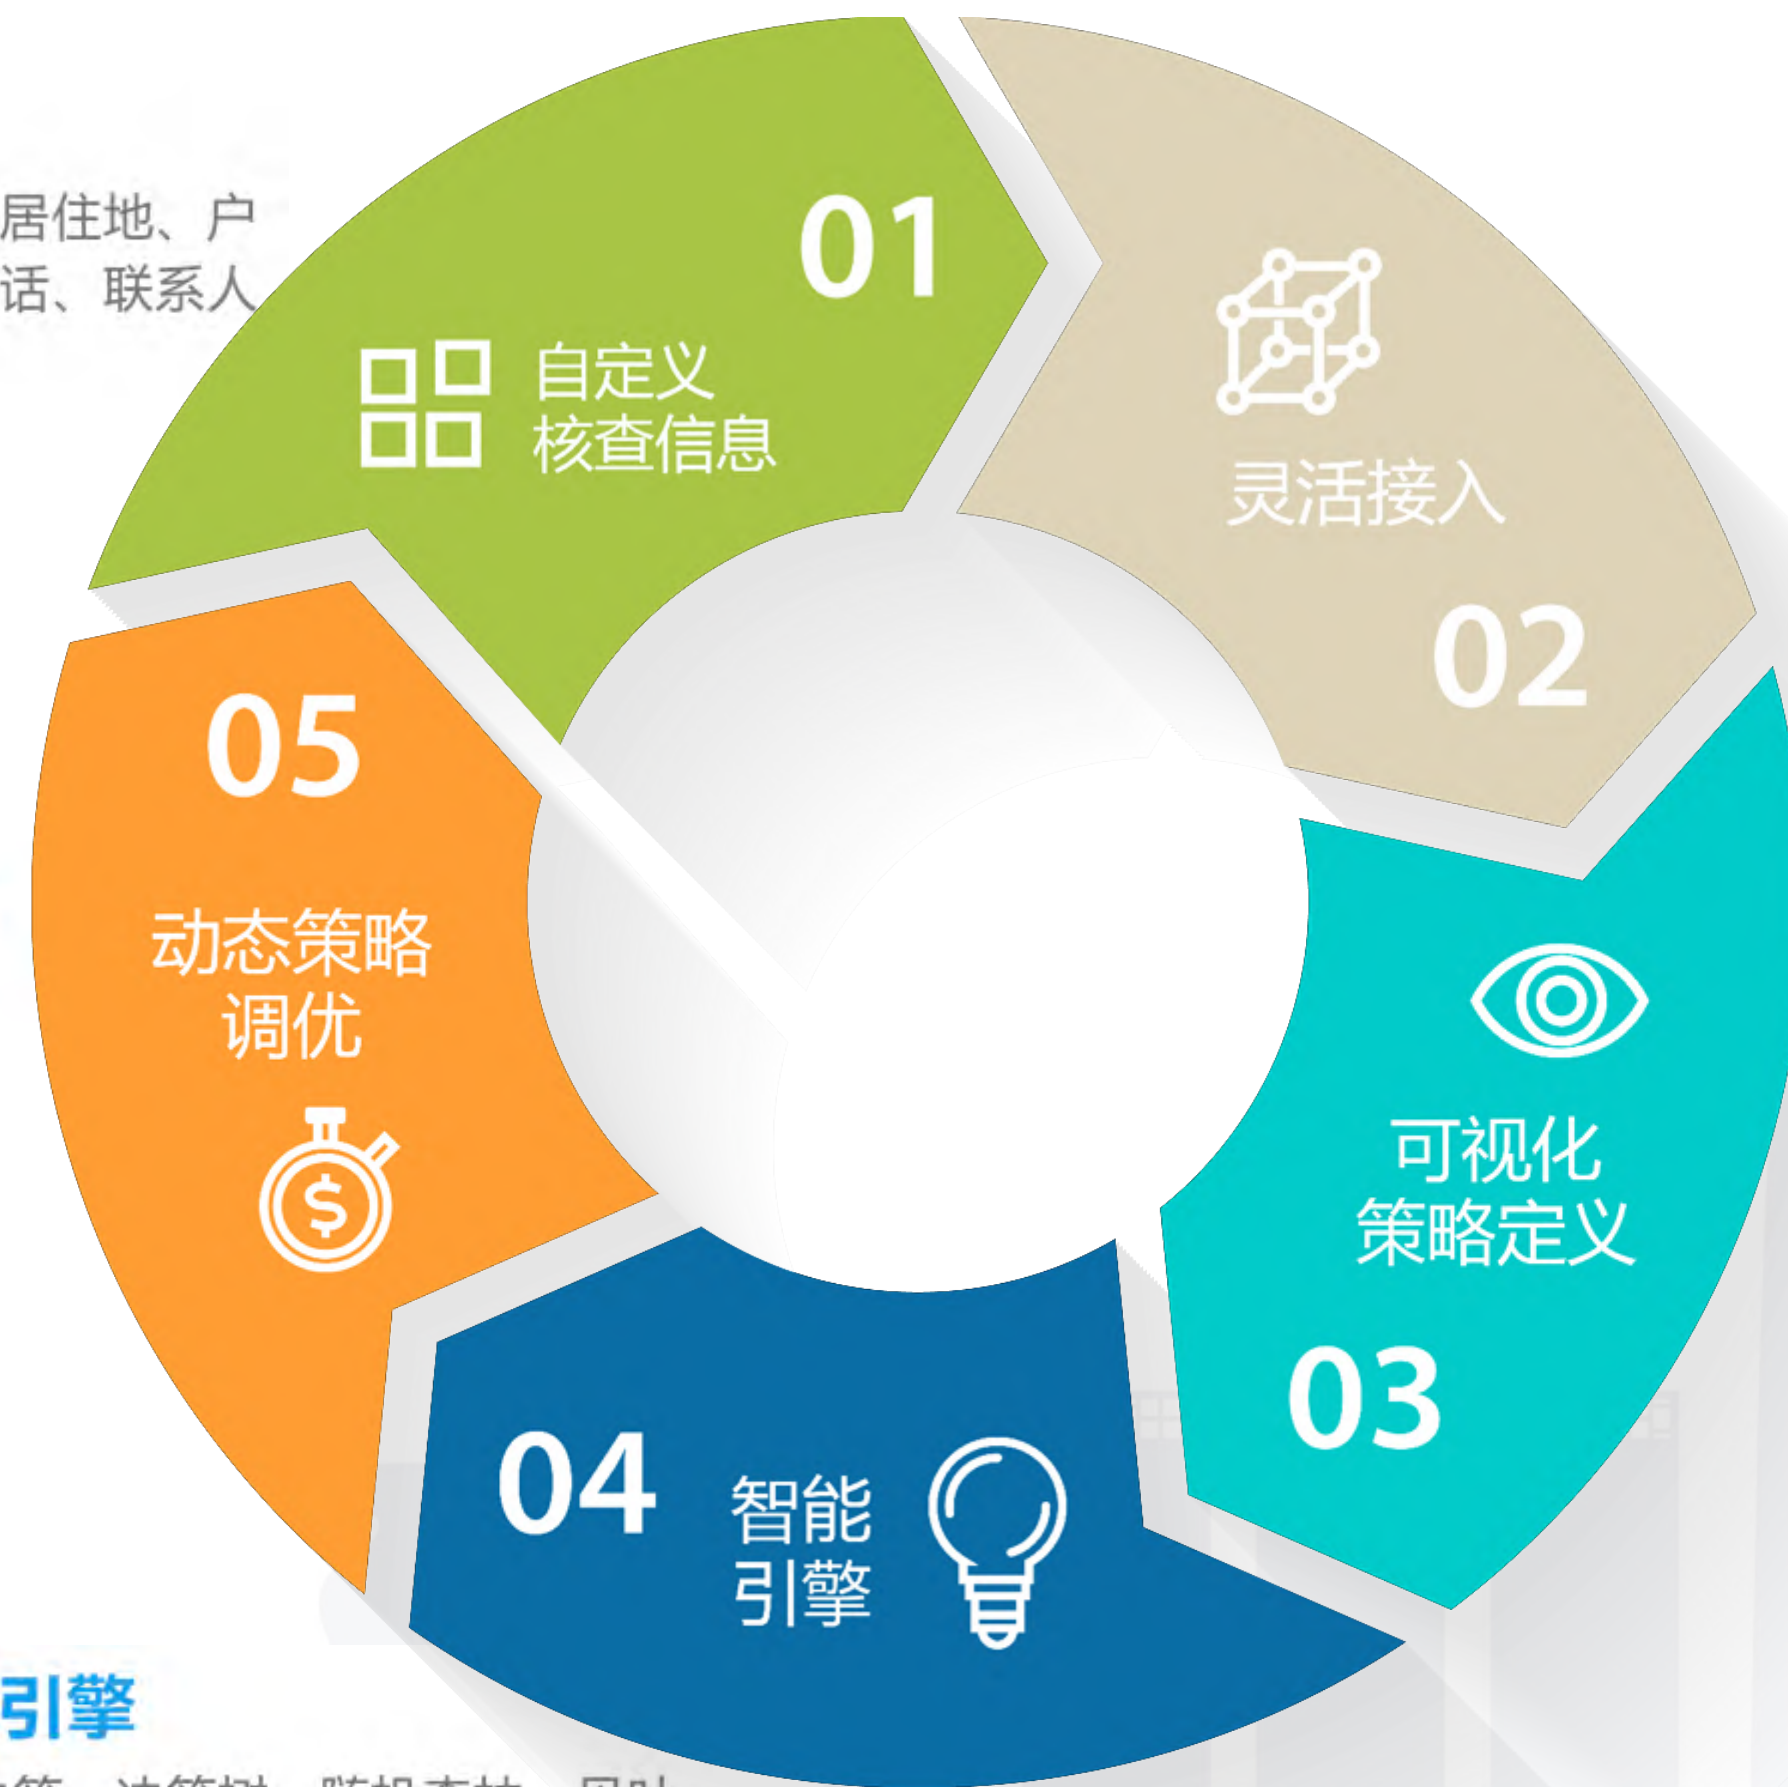 居住地、户
话、联系人
01
自定义
核查信息
灵活接入
02
可视化
策略定义
03
04
智能
引擎
05
动态策略
调优
$
引擎